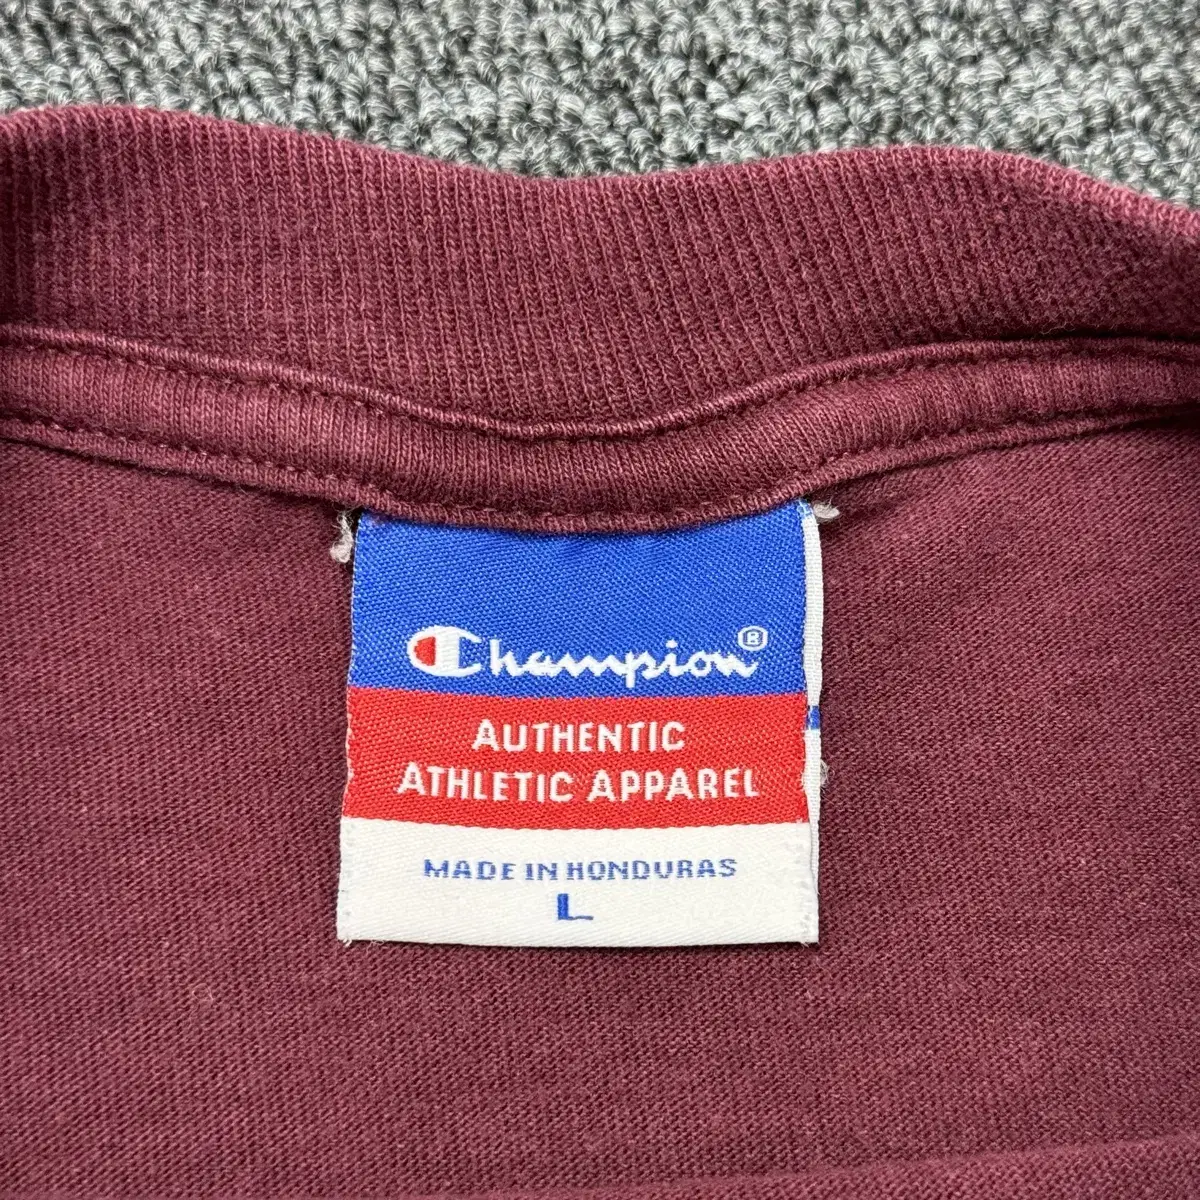 Champion®
AUTHENTIC
ATHLETIC APPAREL
MADE IN HONDURAS
L